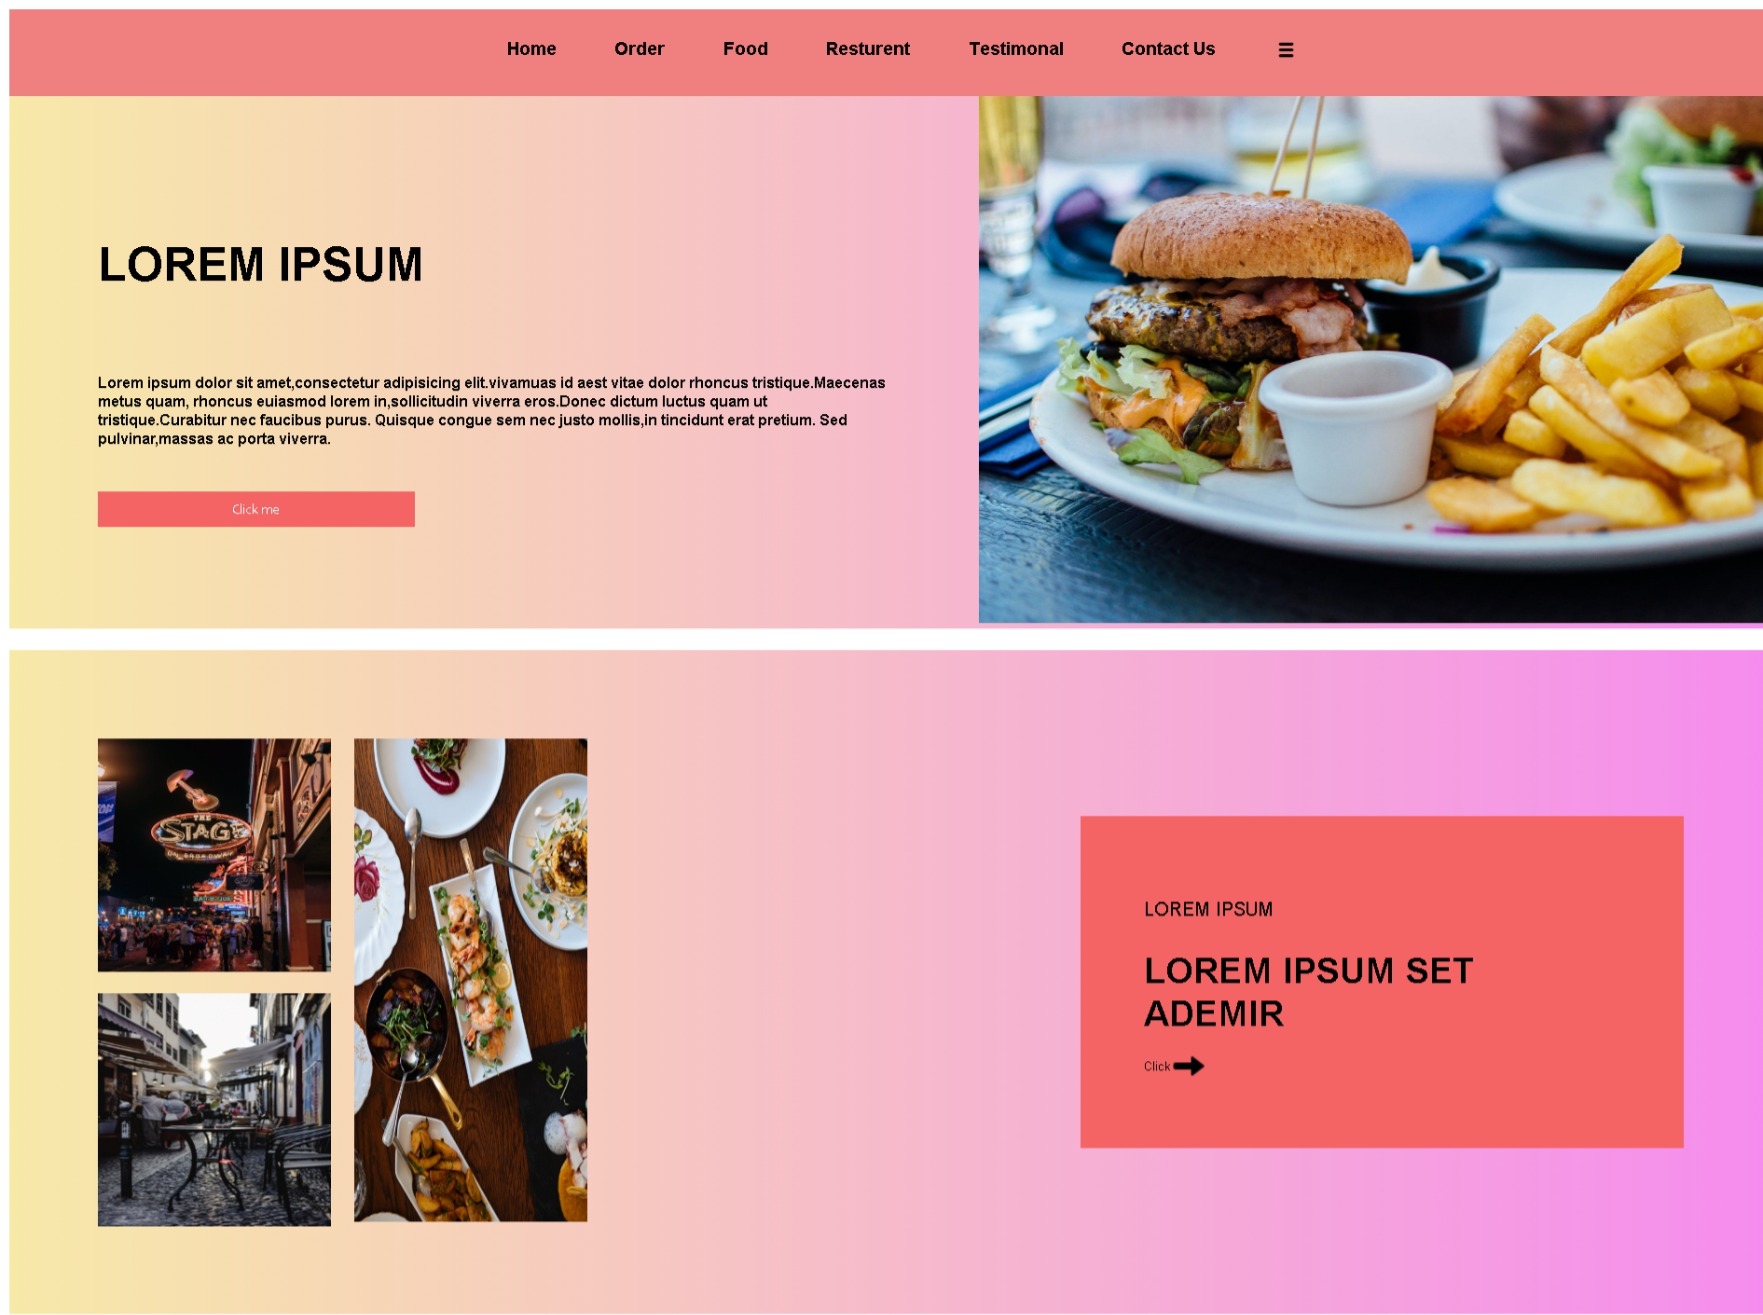 Home Order Food Resturent Testimonal Contact Us
LOREM IPSUM
Lorem ipsum dolor sit amet,consectetur adipisicing elit.vivamuas id aest vitae dolor rhoncus tristique.Maecenas
metus quam, rhoncus euiasmod lorem in,sollicitudin viverra eros.Donec dictum luctus quam ut
tristique.Curabitur nec faucibus purus. Quisque congue sem nec justo mollis,in tincidunt erat pretium. Sed
pulvinar,massas ac porta viverra.
Click me
THE
STAGE
ON BROADWAY
LOREM IPSUM
LOREM IPSUM SET
ADEMIR
Click